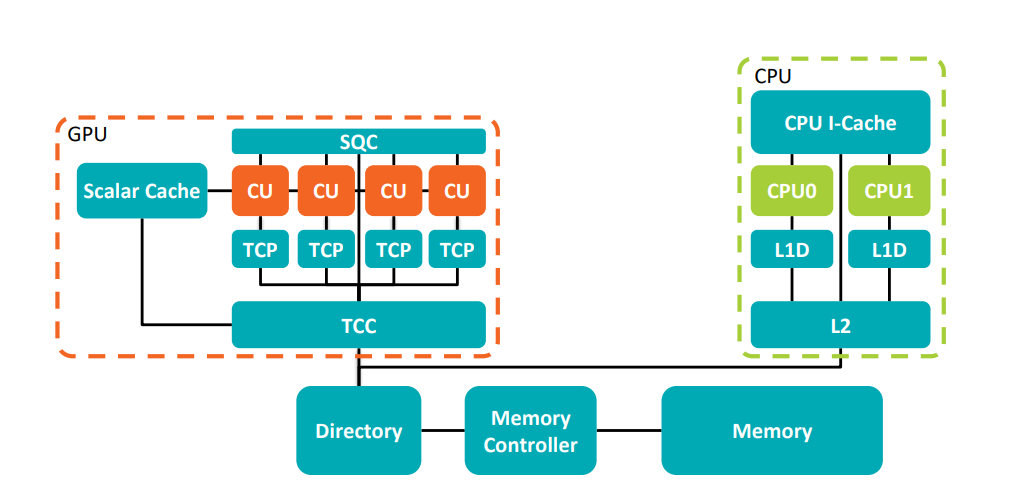 CPU
CPU I-Cache
GPU
SQC
Scalar Cache
CU CU CU CU
CPU0 CPU1
TCP TCP TCP TCP
L1D L1D
TCC
L2
Directory
Memory
Controller
Memory